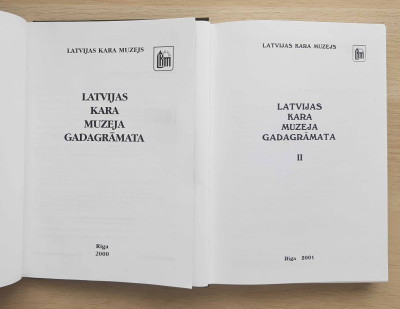 LATVIJAS KARA MUZEJS
LATVIJAS
KARA
MUZEJA
GADAGRĀMATA
Rīga
2000
LATVIJAS KARA MUZEJS
LATVIJAS
KARA
MUZEJA
GADAGRĀMATA
II
Rīga 2001